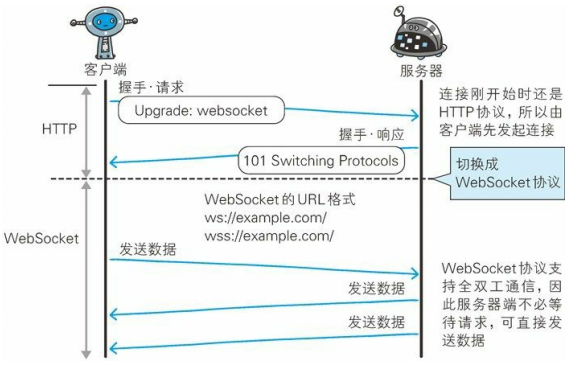 客户端
服务器
握手·请求
Upgrade: websocket
连接刚开始时还是
HTTP协议，所以由
客户端先发起连接
HTTP
握手·响应
101 Switching Protocols
切换成
WebSocket协议
WebSocket的URL格式
ws://example.com/
wss://example.com/
WebSocket
发送数据
WebSocket协议支
持全双工通信，因
此服务器端不必等
待请求，可直接发
送数据
发送数据
发送数据